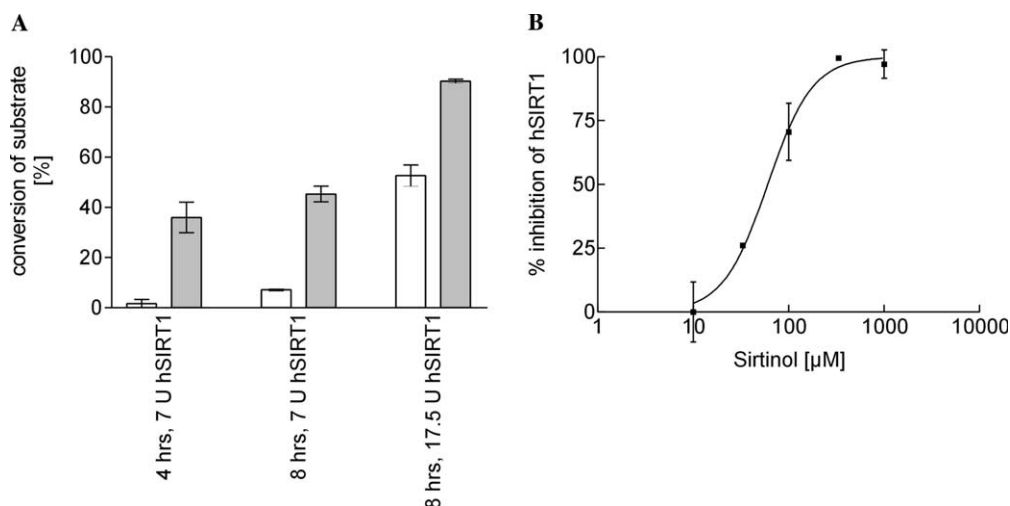 A
conversion of substrate
[%]
100
80
60
40
20
0
4 hrs, 7 U hSIRT1
8 hrs, 7 U hSIRT1
8 hrs, 17.5 U hSIRT1
B
% inhibition of hSIRT1
100
75
50
25
0
1
10
100
1000
10000
Sirtinol [µM]